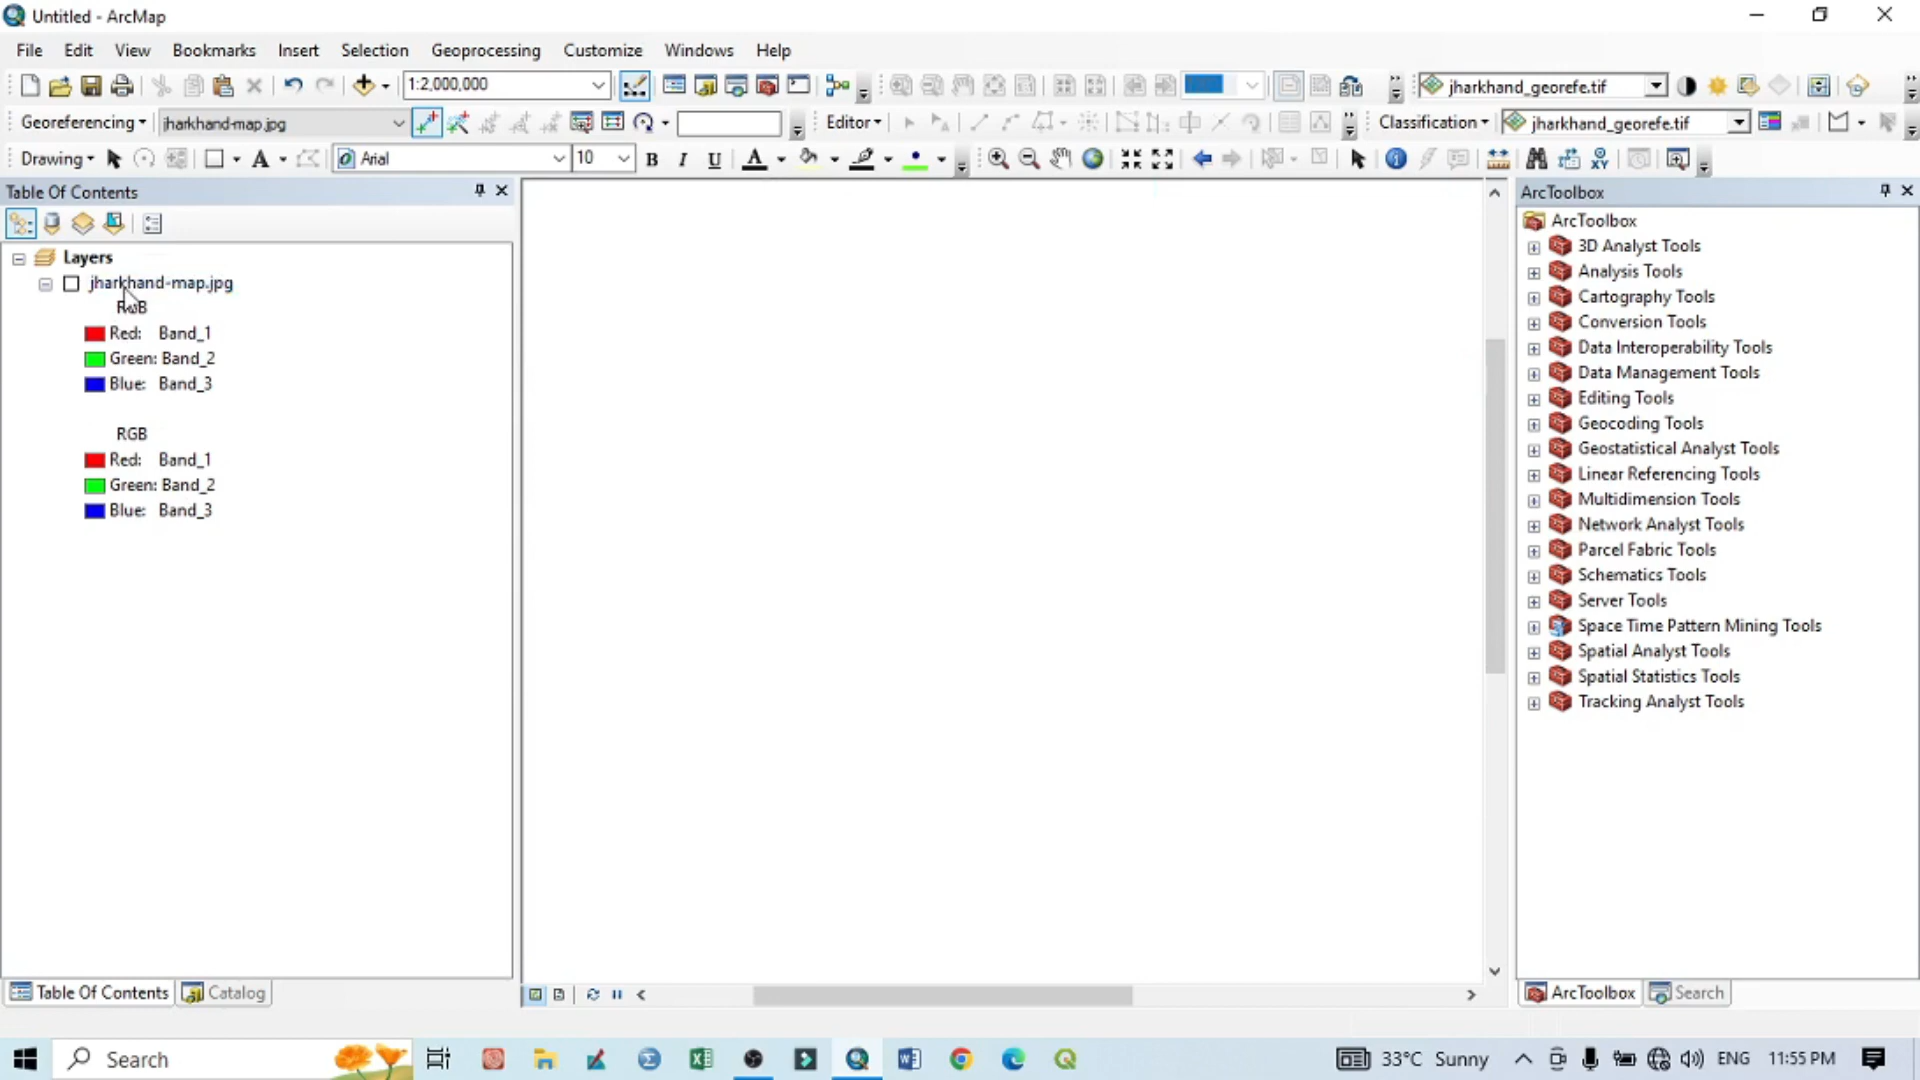 Untitled - ArcMap
File Edit View Bookmarks Insert Selection Geoprocessing Customize Windows Help
1:2,000,000 jharkhand_georefe.tif
Georeferencing jharkhand-map.jpg Editor Classification jharkhand_georefe.tif
Drawing A Arial 10 B I U A XY
Table Of Contents
ArcToolbox
Layers
jharkhand-map.jpg
RGB
Red: Band_1
Green: Band_2
Blue: Band_3
RGB
Red: Band_1
Green: Band_2
Blue: Band_3
ArcToolbox
3D Analyst Tools
Analysis Tools
Cartography Tools
Conversion Tools
Data Interoperability Tools
Data Management Tools
Editing Tools
Geocoding Tools
Geostatistical Analyst Tools
Linear Referencing Tools
Multidimension Tools
Network Analyst Tools
Parcel Fabric Tools
Schematics Tools
Server Tools
Space Time Pattern Mining Tools
Spatial Analyst Tools
Spatial Statistics Tools
Tracking Analyst Tools
Table Of Contents Catalog
ArcToolbox Search
Search 33°C Sunny ENG 11:55 PM